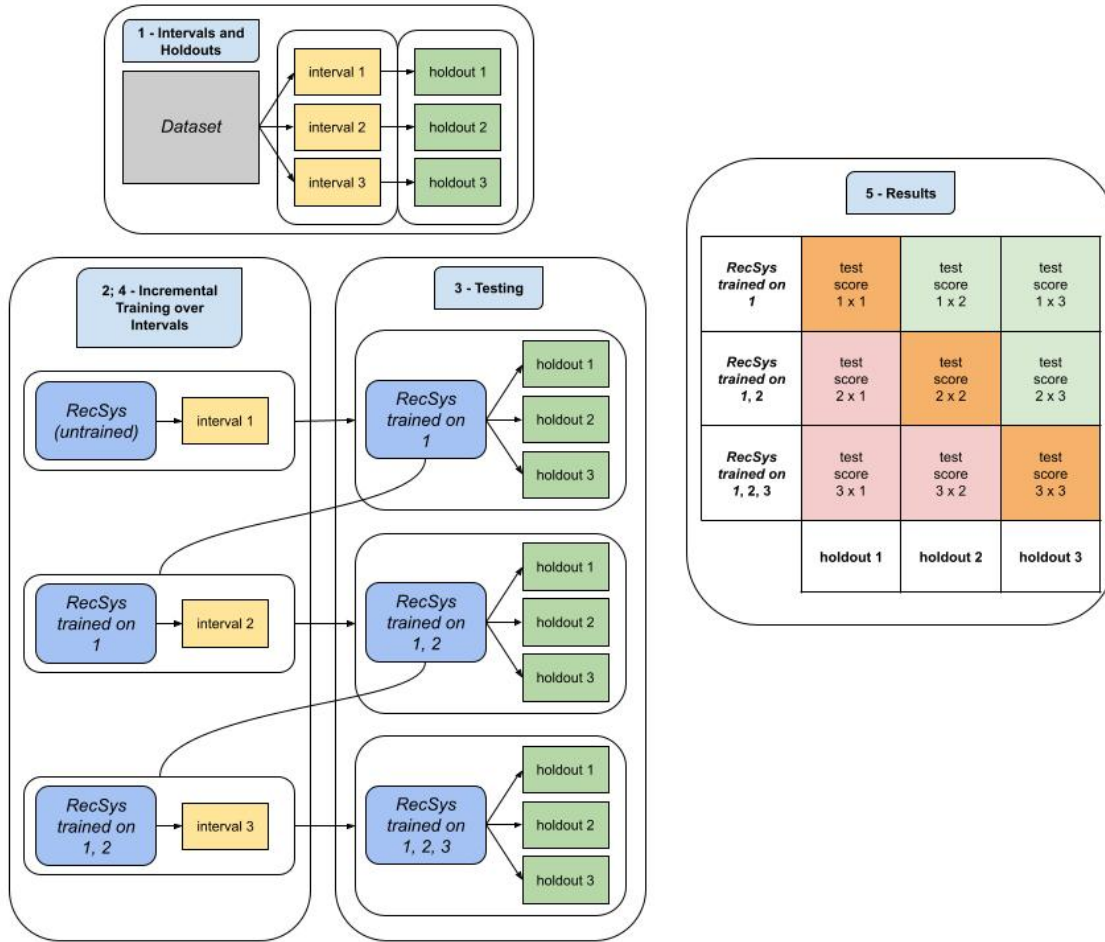 1 - Intervals and
Holdouts
Dataset
interval 1
holdout 1
interval 2
holdout 2
interval 3
holdout 3
2; 4 - Incremental
Training over
Intervals
RecSys
(untrained)
interval 1
RecSys
trained on
1
interval 2
RecSys
trained on
1, 2
interval 3
3 - Testing
RecSys
trained on
1
holdout 1
holdout 2
holdout 3
RecSys
trained on
1, 2
holdout 1
holdout 2
holdout 3
RecSys
trained on
1, 2, 3
holdout 1
holdout 2
holdout 3
5 - Results
RecSys
trained on
1
test
score
1 x 1
test
score
1 x 2
test
score
1 x 3
RecSys
trained on
1, 2
test
score
2 x 1
test
score
2 x 2
test
score
2 x 3
RecSys
trained on
1, 2, 3
test
score
3 x 1
test
score
3 x 2
test
score
3 x 3
holdout 1
holdout 2
holdout 3